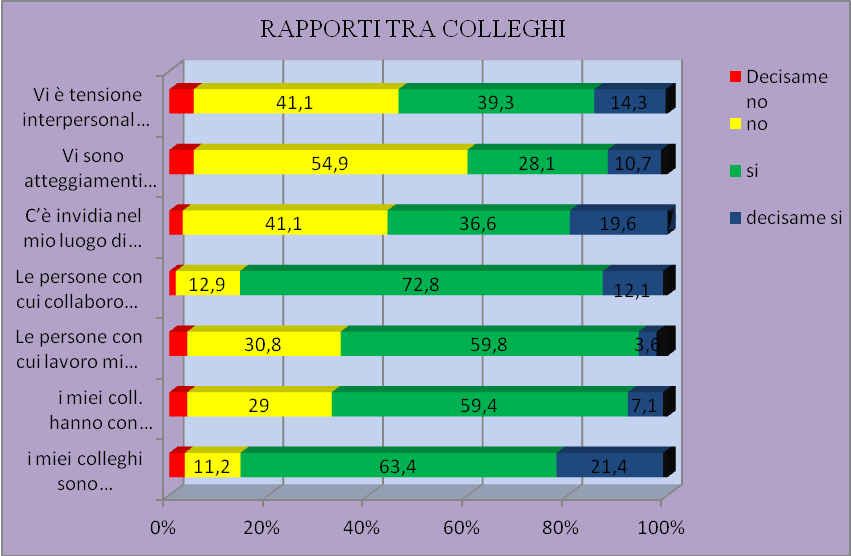 RAPPORTI TRA COLLEGHI
Vi è tensione
interpersonal...
41,1
39,3
14,3
Vi sono
atteggiamenti...
54,9
28,1
10,7
C'è invidia nel
mio luogo di...
41,1
36,6
19,6
Le persone con
cui collaboro...
12,9
72,8
12,1
Le persone con
cui lavoro mi...
30,8
59,8
3,6
i miei coll.
hanno con...
29
59,4
7,1
i miei colleghi
sono...
11,2
63,4
21,4
0%
20%
40%
60%
80%
100%
Decisame
no
no
si
decisame si